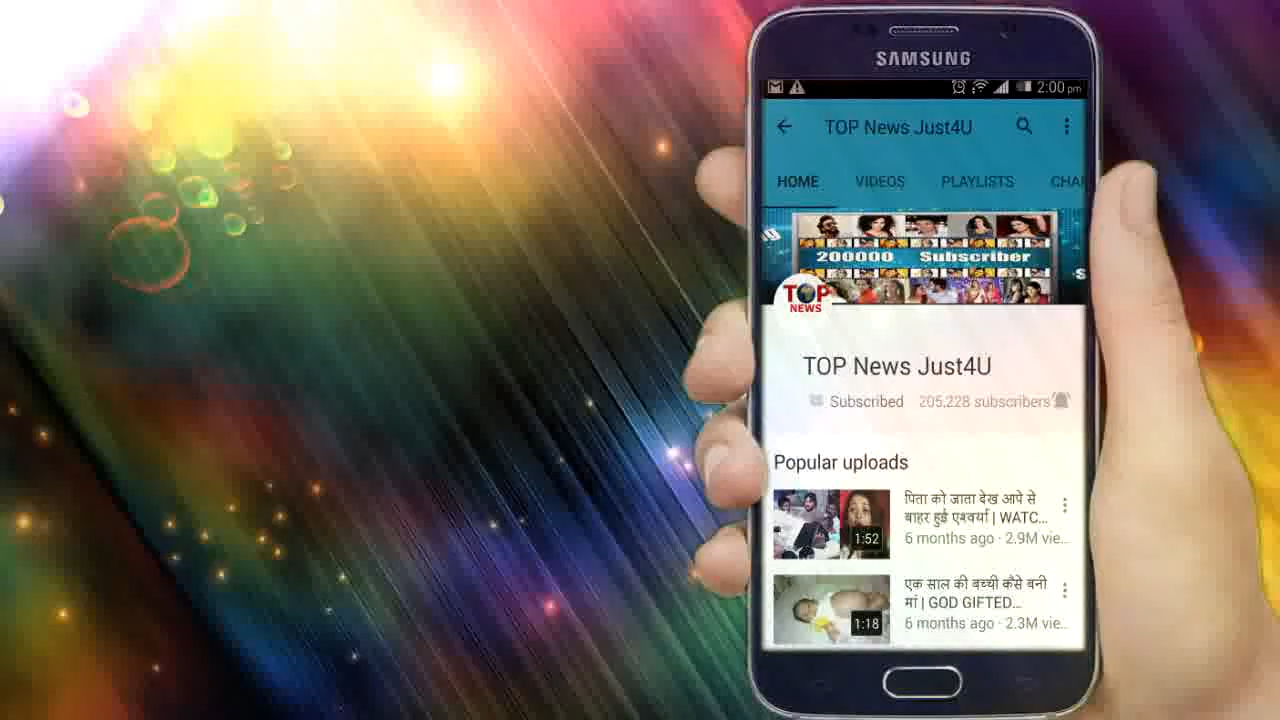 SAMSUNG
2:00 pm
TOP News Just4U
HOME VIDEOS PLAYLISTS CHA
200000 Subscriber
TOP
NEWS
TOP News Just4U
Subscribed 205,228 subscribers
Popular uploads
पिता को जाता देख आपे से
बाहर हुई एश्वर्या | WATC...
1:52
6 months ago · 2.9M vie...
एक साल की बच्ची कैसे बनी
मां | GOD GIFTED...
1:18
6 months ago · 2.3M vie...